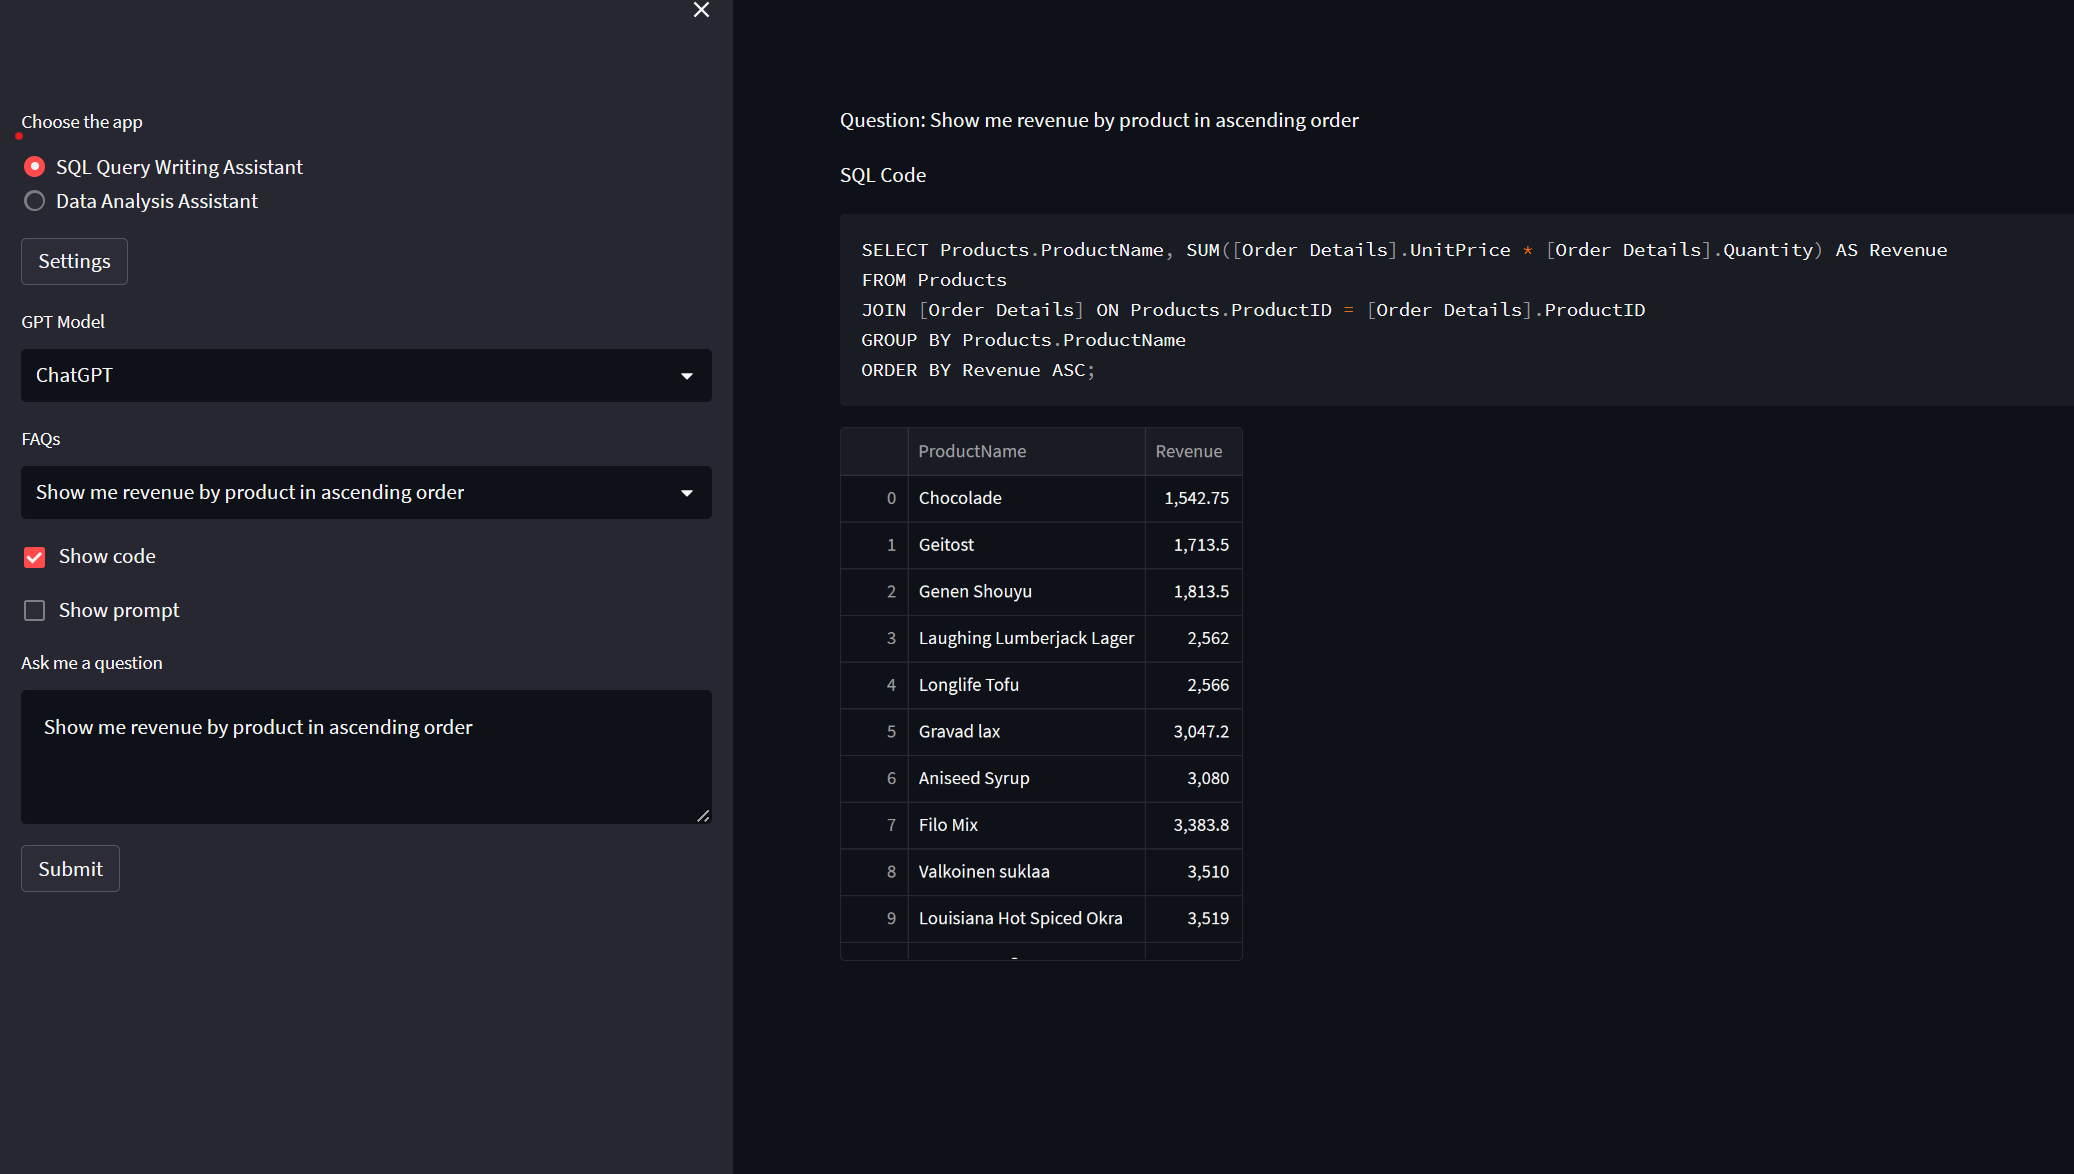 Choose the app
SQL Query Writing Assistant
Data Analysis Assistant
Settings
GPT Model
ChatGPT
FAQs
Show me revenue by product in ascending order
Show code
Show prompt
Ask me a question
Show me revenue by product in ascending order
Submit
Question: Show me revenue by product in ascending order
SQL Code
SELECT Products.ProductName, SUM([Order Details].UnitPrice * [Order Details].Quantity) AS Revenue
FROM Products
JOIN [Order Details] ON Products.ProductID = [Order Details].ProductID
GROUP BY Products.ProductName
ORDER BY Revenue ASC;
ProductName Revenue
0 Chocolade 1,542.75
1 Geitost 1,713.5
2 Genen Shouyu 1,813.5
3 Laughing Lumberjack Lager 2,562
4 Longlife Tofu 2,566
5 Gravad lax 3,047.2
6 Aniseed Syrup 3,080
7 Filo Mix 3,383.8
8 Valkoinen suklaa 3,510
9 Louisiana Hot Spiced Okra 3,519